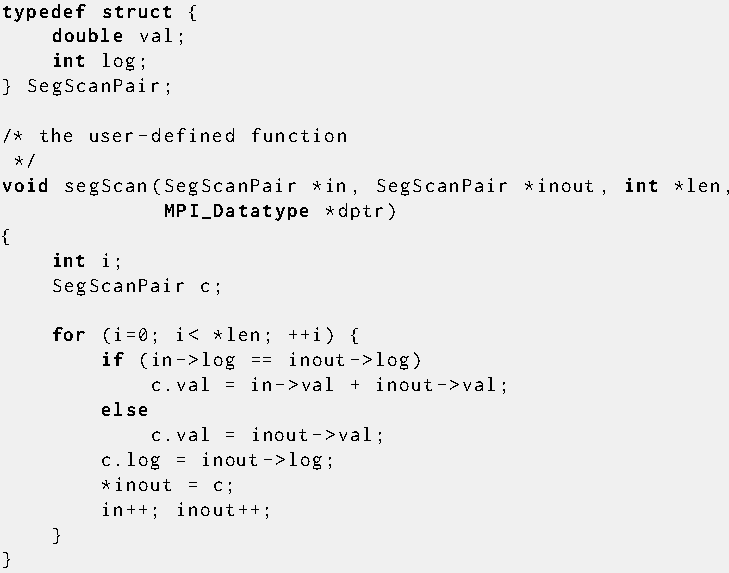 typedef struct {
    double val;
    int log;
} SegScanPair;

/* the user-defined function
 */
void segScan(SegScanPair *in, SegScanPair *inout, int *len,
             MPI_Datatype *dptr)
{
    int i;
    SegScanPair c;

    for (i=0; i< *len; ++i) {
        if (in->log == inout->log)
            c.val = in->val + inout->val;
        else
            c.val = inout->val;
        c.log = inout->log;
        *inout = c;
        in++; inout++;
    }
}